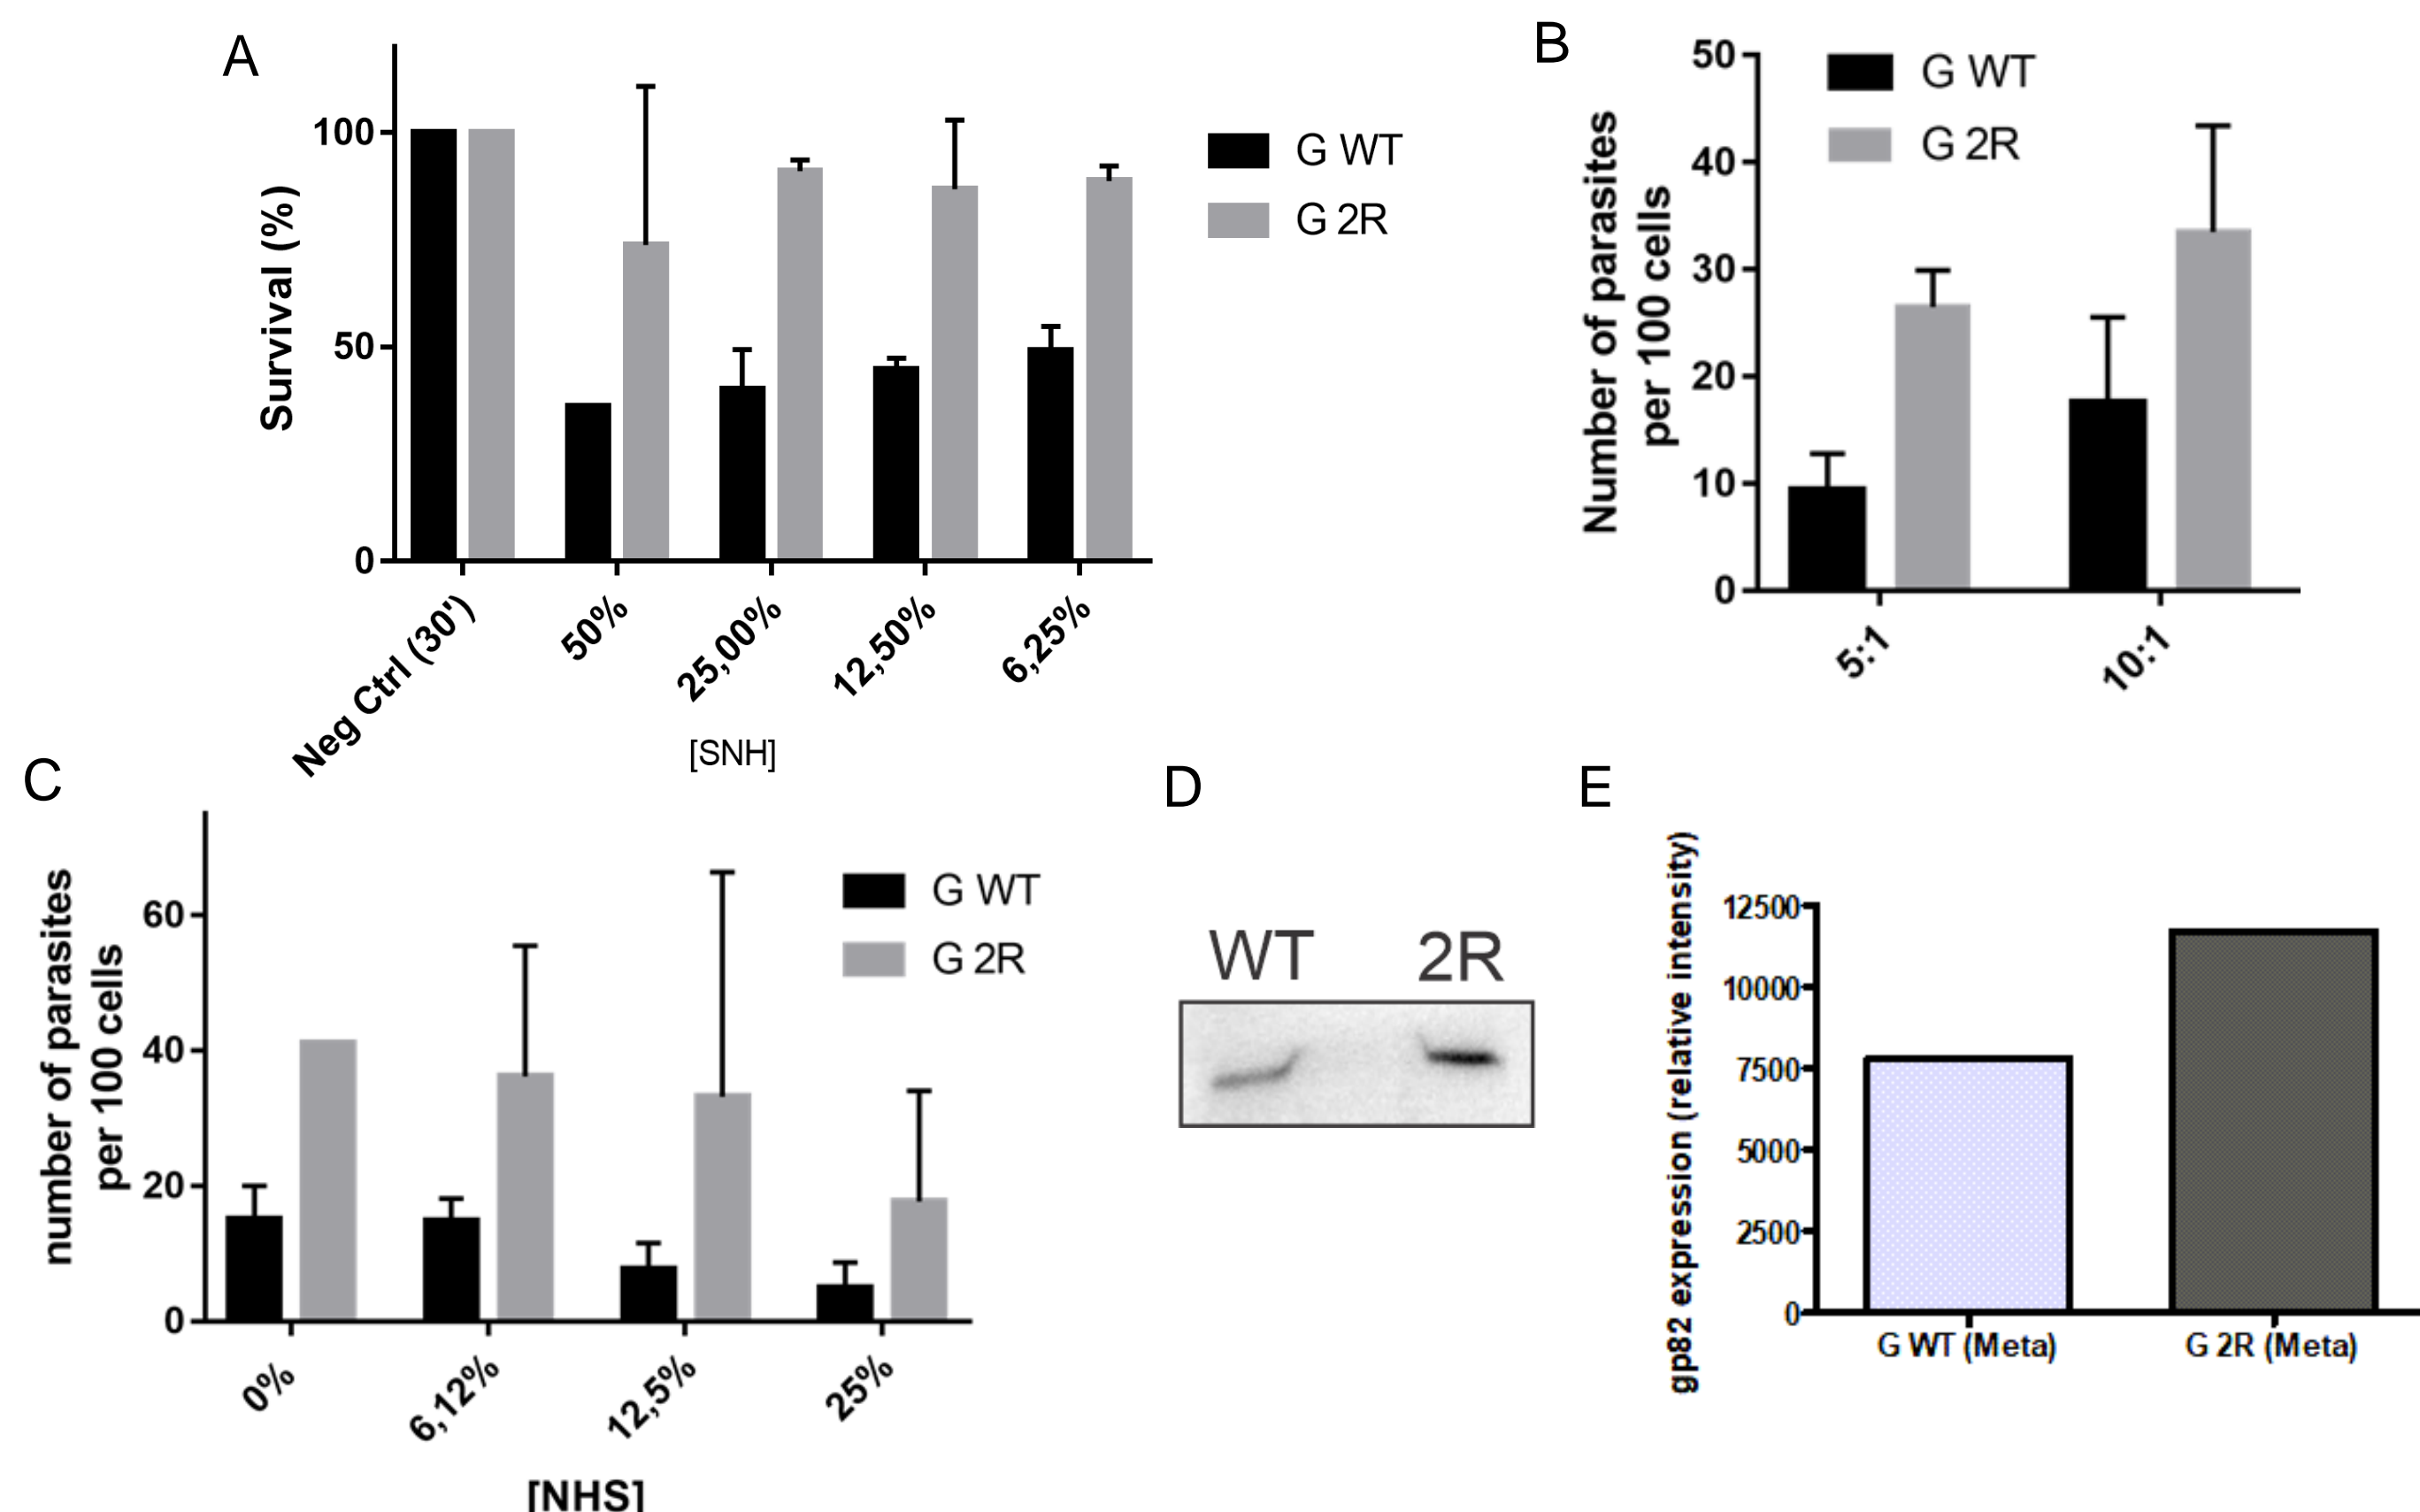 A
Survival (%)
100
50
0
Neg Ctrl (30')
50%
25,00%
12,50%
6,25%
[SNH]
G WT
G 2R
B
Number of parasites
per 100 cells
50
40
30
20
10
0
G WT
G 2R
5:1
10:1
C
number of parasites
per 100 cells
60
40
20
0
G WT
G 2R
0%
6,12%
12,5%
25%
[NHS]
D
WT 2R
E
gp82 expression (relative intensity)
12500
10000
7500
5000
2500
0
G WT (Meta)
G 2R (Meta)